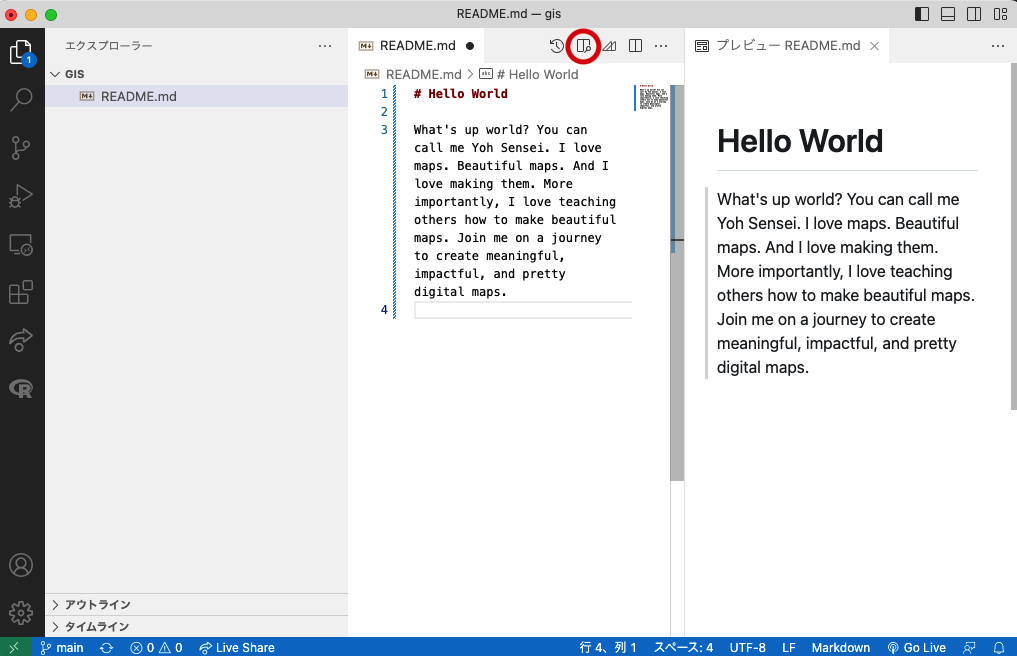 README.md — gis
1
エクスプローラー
GIS
README.md
README.md
README.md
# Hello World
1
# Hello World
2
3
What's up world? You can
call me Yoh Sensei. I love
maps. Beautiful maps. And I
love making them. More
importantly, I love teaching
others how to make beautiful
maps. Join me on a journey
to create meaningful,
impactful, and pretty
digital maps.
4
プレビュー README.md
Hello World
What's up world? You can call me
Yoh Sensei. I love maps. Beautiful
maps. And I love making them.
More importantly, I love teaching
others how to make beautiful maps.
Join me on a journey to create
meaningful, impactful, and pretty
digital maps.
R
アウトライン
タイムライン
main
0
0
Live Share
行 4、列 1
スペース: 4
UTF-8
LF
Markdown
Go Live